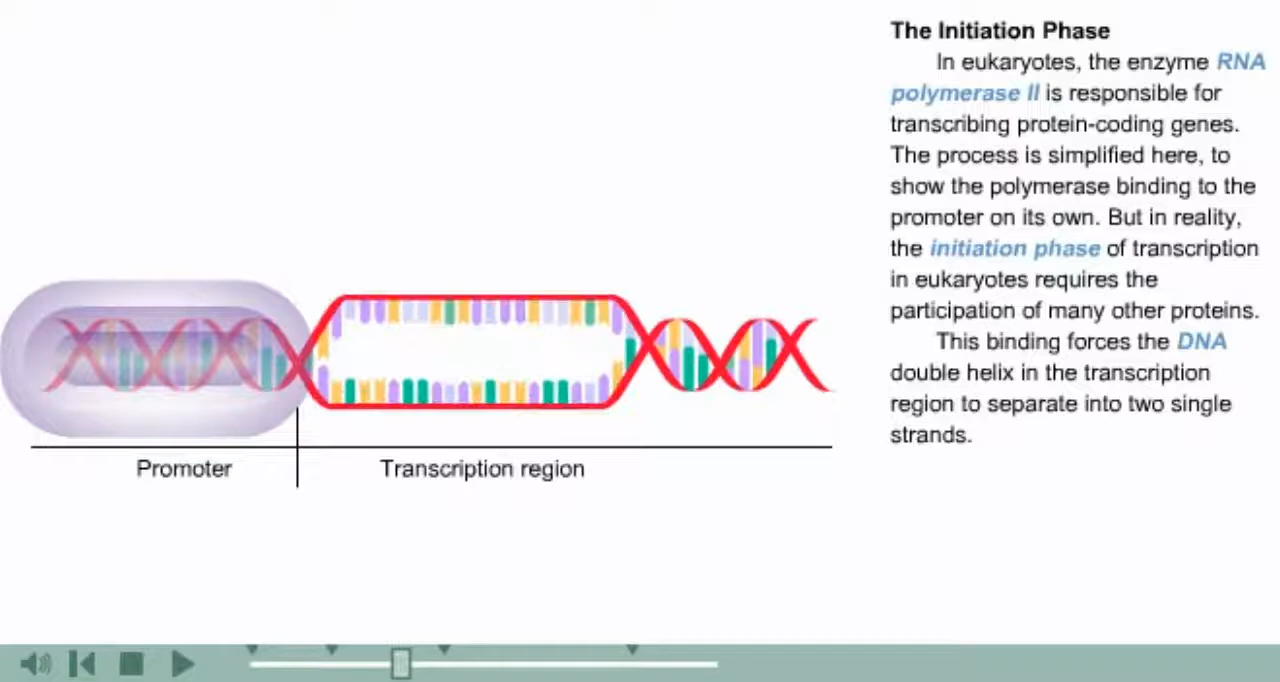 The Initiation Phase
In eukaryotes, the enzyme RNA
polymerase II is responsible for
transcribing protein-coding genes.
The process is simplified here, to
show the polymerase binding to the
promoter on its own. But in reality,
the initiation phase of transcription
in eukaryotes requires the
participation of many other proteins.
This binding forces the DNA
double helix in the transcription
region to separate into two single
strands.
Promoter
Transcription region